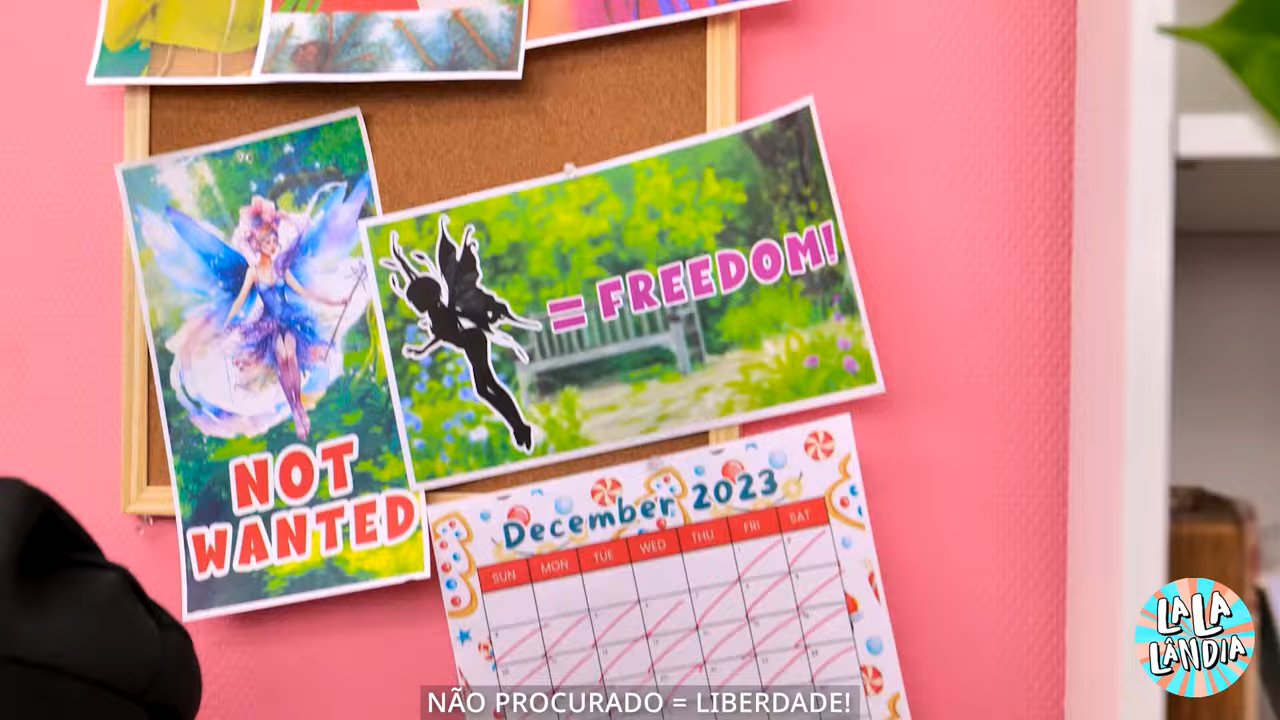 NOT
WANTED
= FREEDOM!
December 2023
SUN MON TUE WED THU FRI SAT
LA LA
LÂNDIA
NÃO PROCURADO = LIBERDADE!